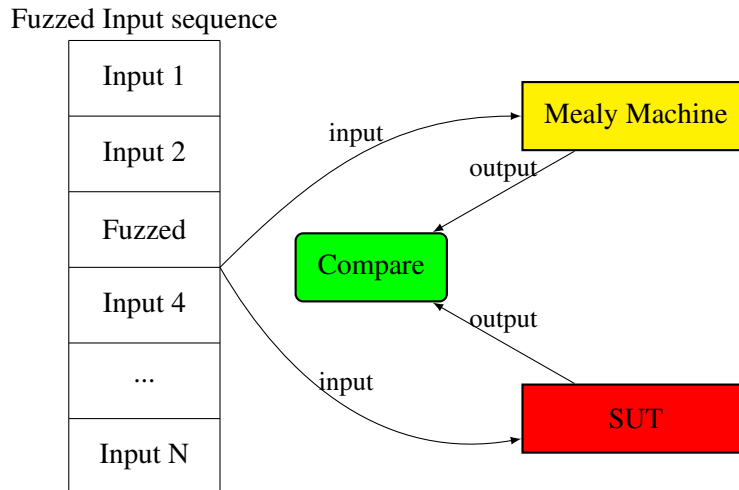 Fuzzed Input sequence
Input 1
Input 2
Fuzzed
Input 4
...
Input N
input
input
Mealy Machine
output
Compare
output
SUT